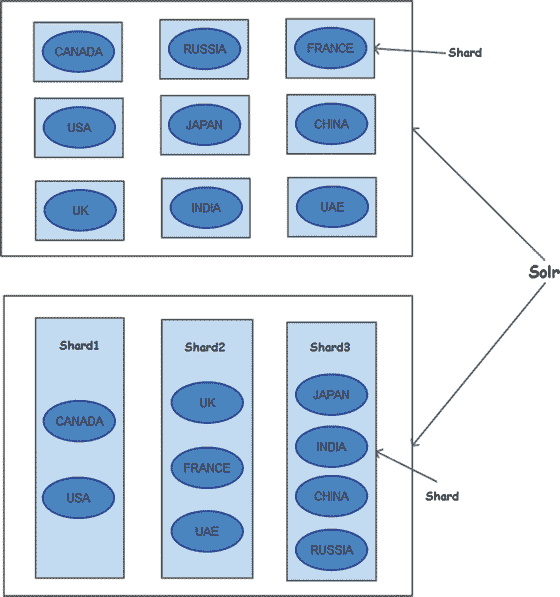 CANADA RUSSIA FRANCE Shard
USA JAPAN CHINA
UK INDIA UAE
Solr
Shard1 Shard2 Shard3
CANADA
USA
UK
FRANCE
UAE
JAPAN
INDIA
CHINA
RUSSIA
Shard